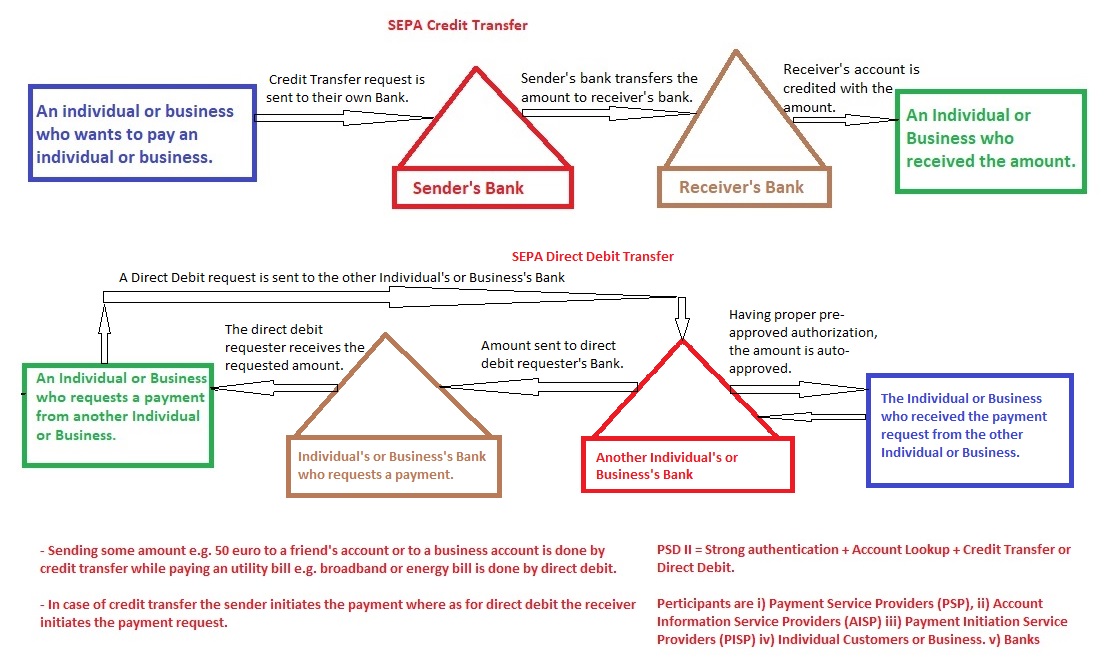 SEPA Credit Transfer
An individual or business
who wants to pay an
individual or business.
Credit Transfer request is
sent to their own Bank.
Sender's Bank
Sender's bank transfers the
amount to receiver's bank.
Receiver's Bank
Receiver's account is
credited with the
amount.
An Individual or
Business who
received the amount.
SEPA Direct Debit Transfer
A Direct Debit request is sent to the other Individual's or Business's Bank
An Individual or Business
who requests a payment
from another Individual
or Business.
The direct debit
requester receives the
requested amount.
Individual's or Business's Bank
who requests a payment.
Amount sent to direct
debit requester's Bank.
Another Individual's or
Business's Bank
Having proper pre-
approved authorization,
the amount is auto-
approved.
The Individual or Business
who received the payment
request from the other
Individual or Business.
- Sending some amount e.g. 50 euro to a friend's account or to a business account is done by
credit transfer while paying an utility bill e.g. broadband or energy bill is done by direct debit.
- In case of credit transfer the sender initiates the payment where as for direct debit the receiver
initiates the payment request.
PSD II = Strong authentication + Account Lookup + Credit Transfer or
Direct Debit.
Perticipants are i) Payment Service Providers (PSP), ii) Account
Information Service Providers (AISP) iii) Payment Initiation Service
Providers (PISP) iv) Individual Customers or Business. v) Banks